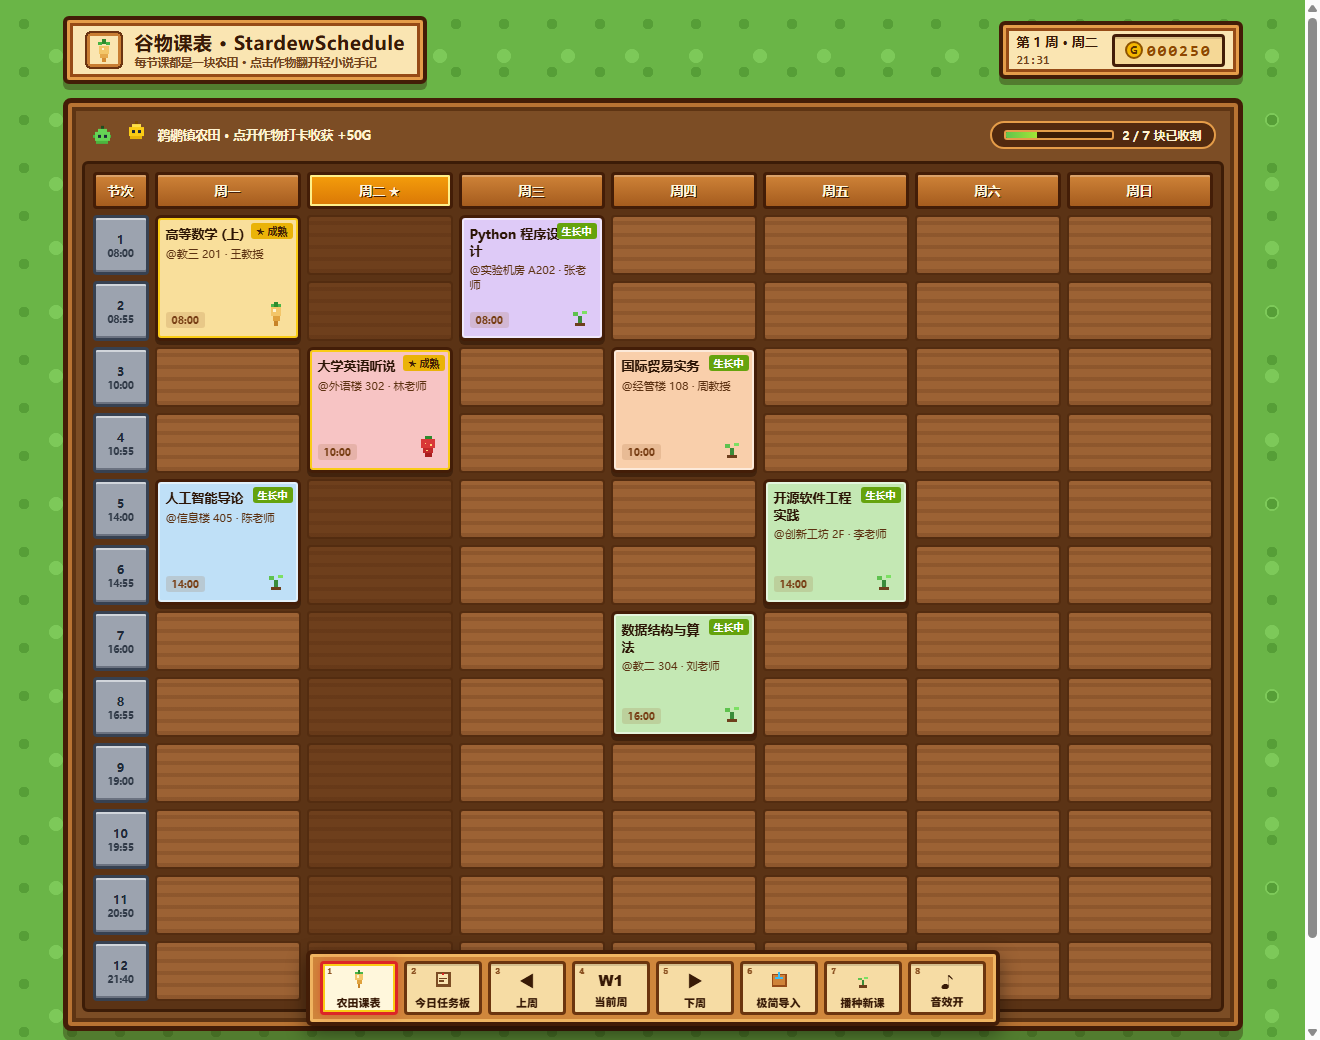 谷物课表 • StardewSchedule
每节课都是一块农田 • 点击作物翻开轻小说手记
第 1 周 • 周二
21:31
G 000250
鹈鹕镇农田 • 点开作物打卡收获 +50G
2 / 7 块已收割
节次
周一
周二 ★
周三
周四
周五
周六
周日
1
08:00
高等数学 (上)
★ 成熟
@教三 201 · 王教授
08:00
Python 程序设计
生长中
@实验机房 A202 · 张老师
08:00
2
08:55
3
10:00
大学英语听说
★ 成熟
@外语楼 302 · 林老师
10:00
国际贸易实务
生长中
@经管楼 108 · 周教授
10:00
4
10:55
5
14:00
人工智能导论
生长中
@信息楼 405 · 陈老师
14:00
开源软件工程
实践
生长中
@创新工坊 2F · 李老师
14:00
6
14:55
7
16:00
数据结构与算
法
生长中
@教二 304 · 刘老师
16:00
8
16:55
9
19:00
10
19:55
11
20:50
12
21:40
1
农田课表
2
今日任务板
3
◀
上周
4
W1
当前周
5
▶
下周
6
极简导入
7
播种新课
8
♪
音效开